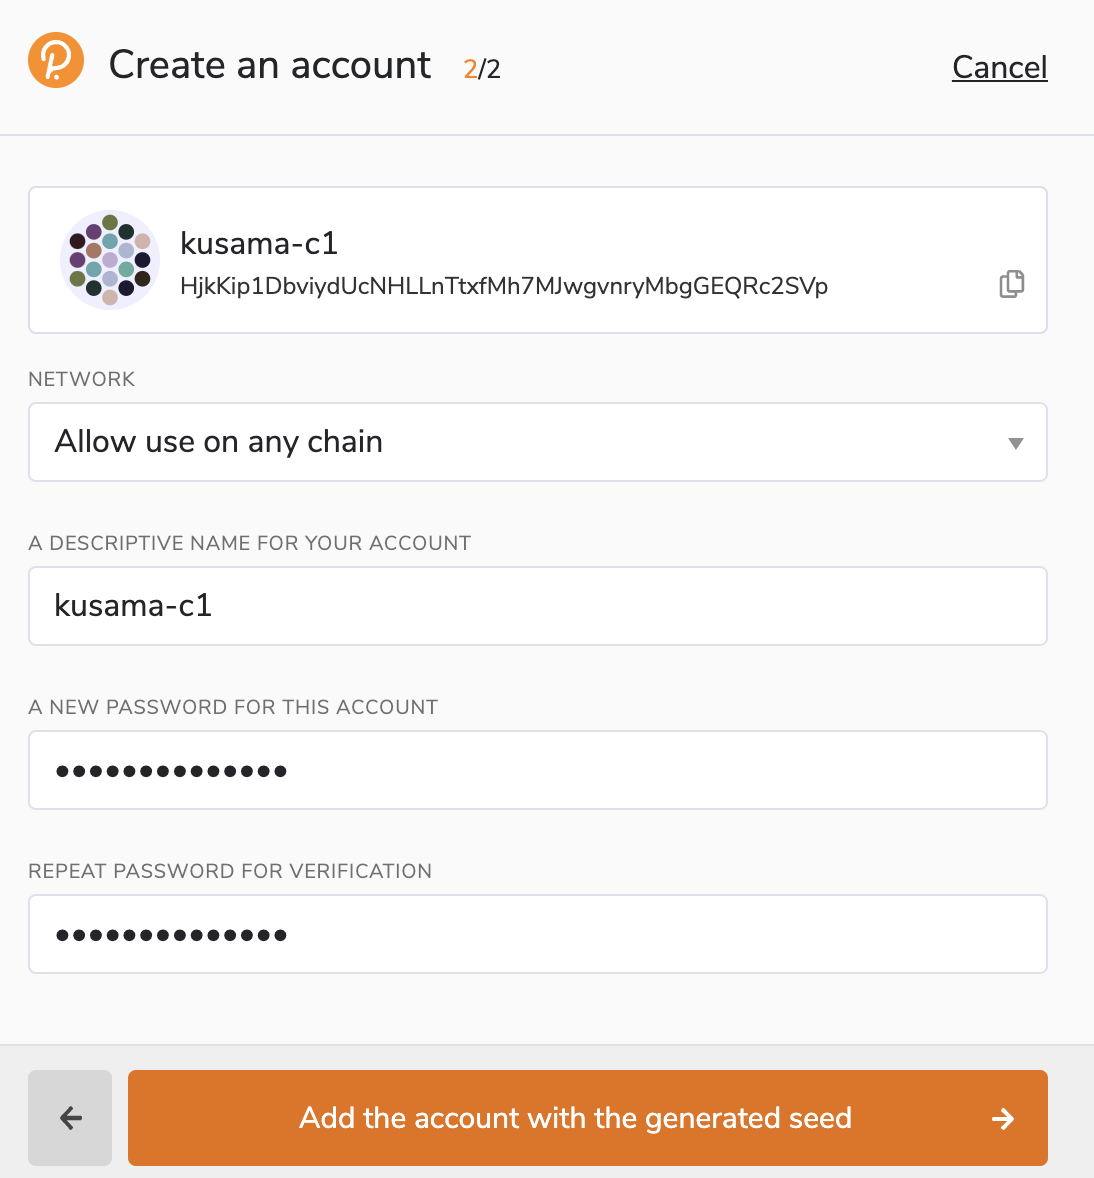 Create an account 2/2 Cancel
kusama-c1
HjkKip1DbviydUcNHLLnTtxfMh7MJwgvnryMbgGEQRc2SVp
NETWORK
Allow use on any chain
A DESCRIPTIVE NAME FOR YOUR ACCOUNT
kusama-c1
A NEW PASSWORD FOR THIS ACCOUNT
••••••••••••••
REPEAT PASSWORD FOR VERIFICATION
••••••••••••••
Add the account with the generated seed